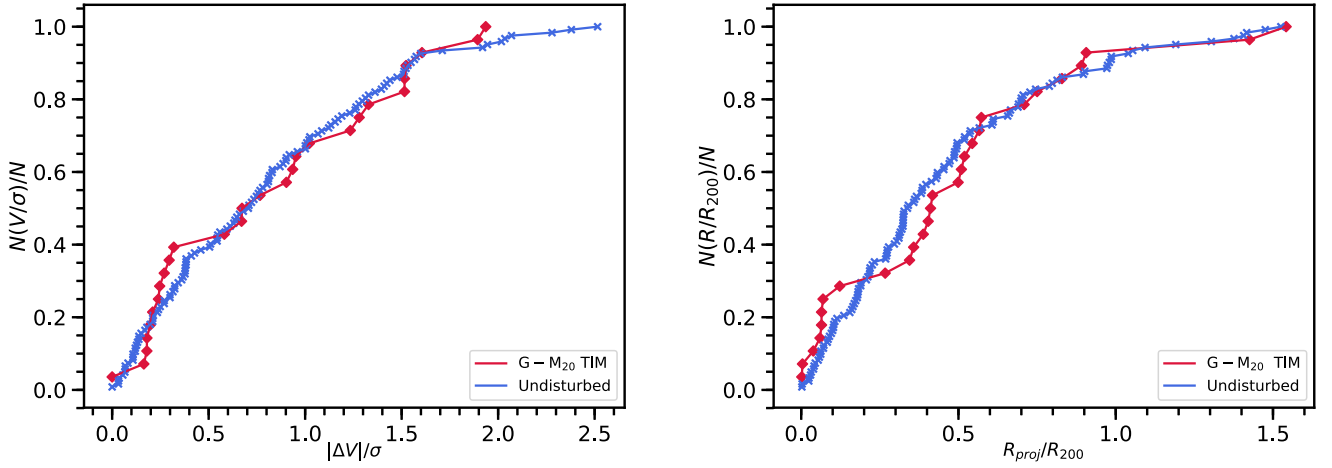 N(V/σ)/N
1.0
0.8
0.6
0.4
0.2
0.0
G − M₂₀ TIM
Undisturbed
0.0 0.5 1.0 1.5 2.0 2.5
|ΔV|/σ
N(R/R₂₀₀)/N
1.0
0.8
0.6
0.4
0.2
0.0
G − M₂₀ TIM
Undisturbed
0.0 0.5 1.0 1.5
Rₚᵣₒⱼ/R₂₀₀